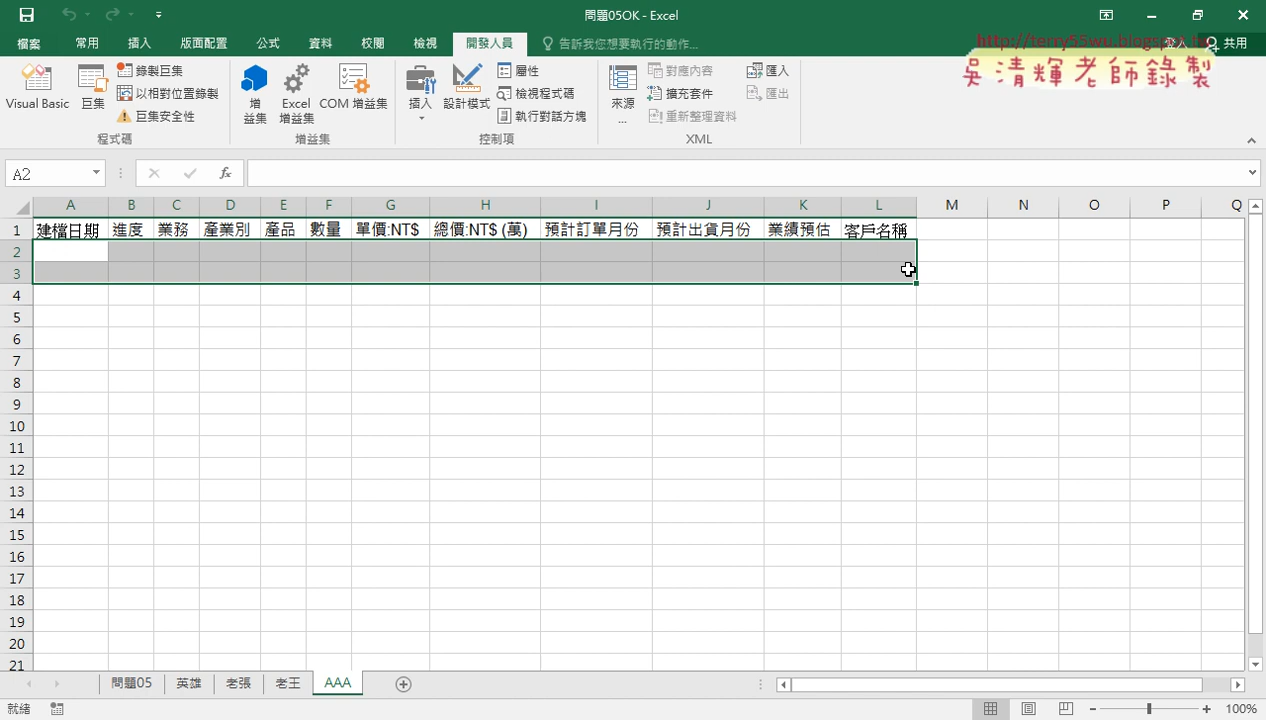 問題05OK - Excel
檔案 常用 插入 版面配置 公式 資料 校閱 檢視 開發人員 告訴我您想要執行的動作... 登入 共用
http://terry55wu.blogspot.tw
吳清輝老師錄製
Visual Basic 巨集 錄製巨集 以相對位置錄製 巨集安全性 程式碼
增益集 Excel 增益集 COM 增益集 增益集
插入 設計模式 屬性 檢視程式碼 執行對話方塊 控制項
來源 ... 對應內容 擴充套件 重新整理資料 匯入 匯出 XML
A2 fx
A B C D E F G H I J K L M N O P Q
1 建檔日期 進度 業務 產業別 產品 數量 單價:NT$ 總價:NT$ (萬) 預計訂單月份 預計出貨月份 業績預估 客戶名稱
2
3
4
5
6
7
8
9
10
11
12
13
14
15
16
17
18
19
20
21
問題05 英雄 老張 老王 AAA
就緒 100%